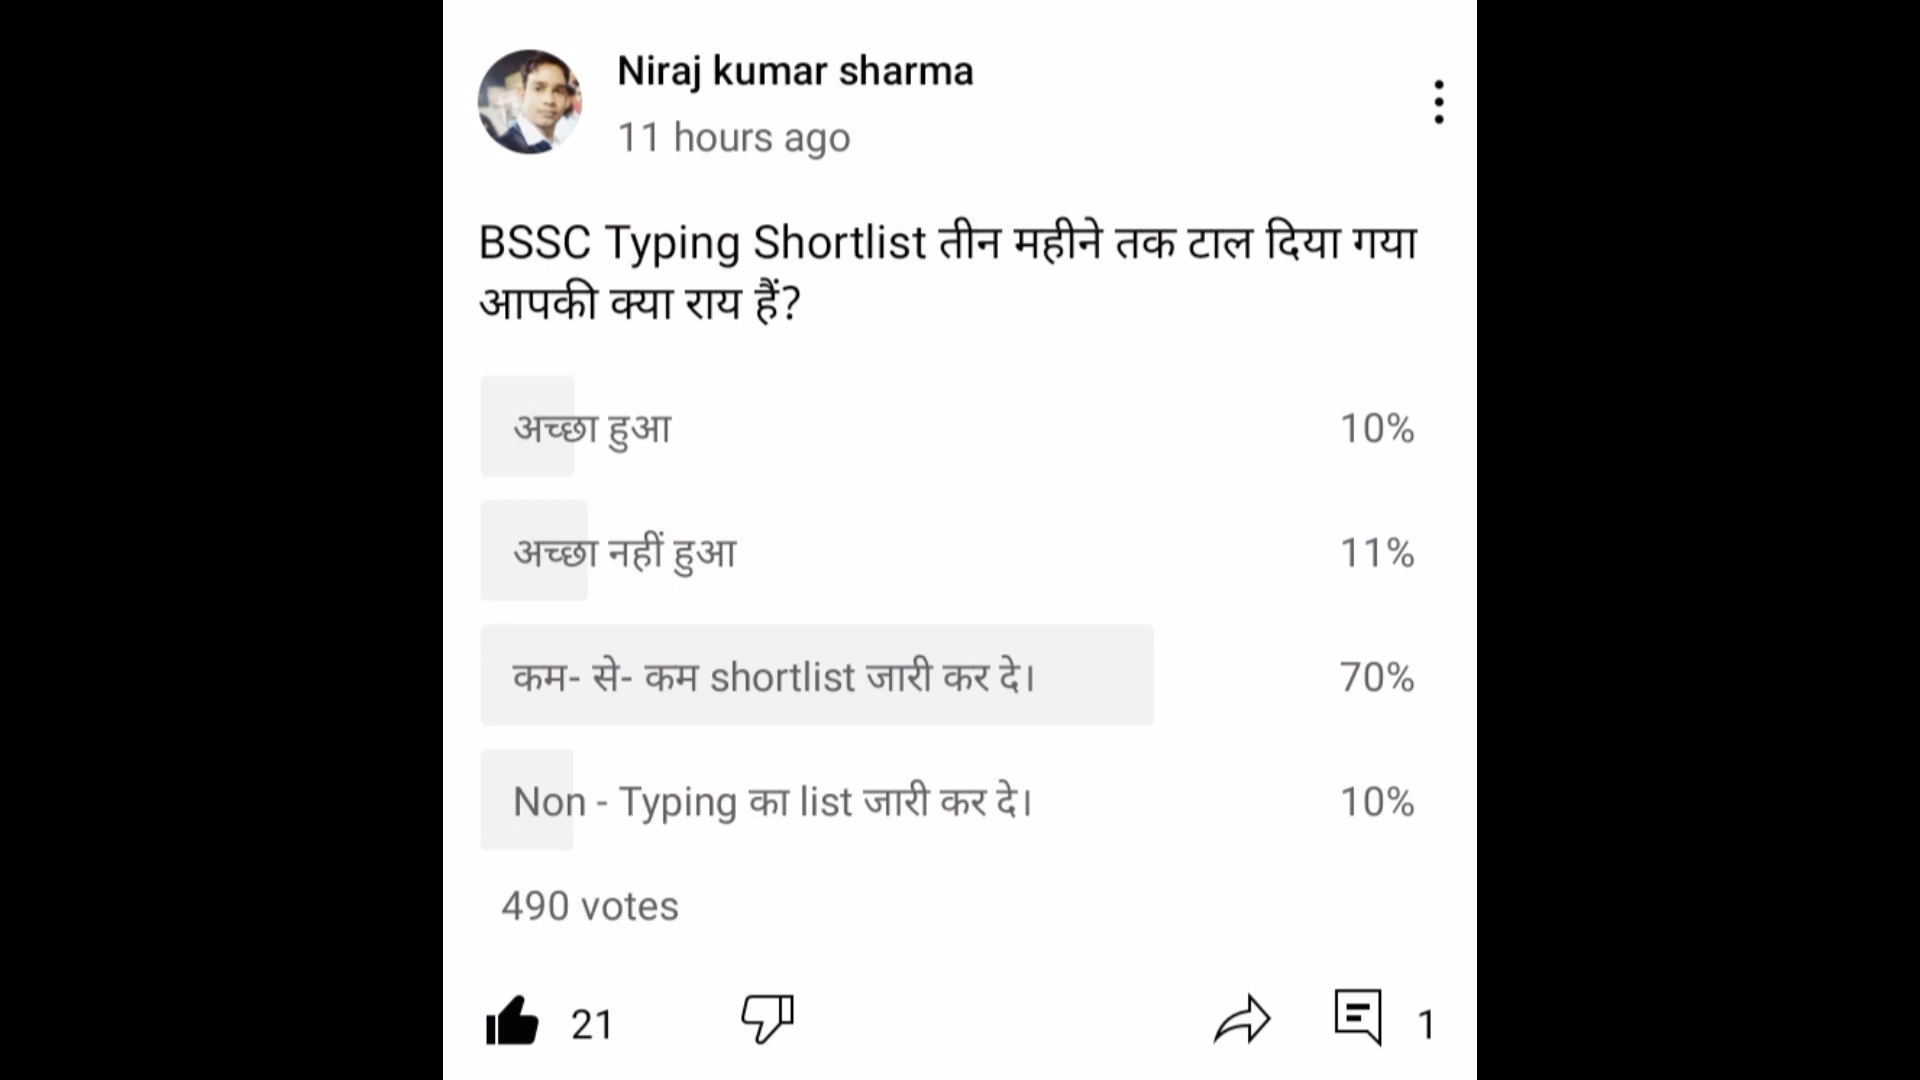 Niraj kumar sharma
11 hours ago
BSSC Typing Shortlist तीन महीने तक टाल दिया गया
आपकी क्या राय हैं?
अच्छा हुआ 10%
अच्छा नहीं हुआ 11%
कम- से- कम shortlist जारी कर दे। 70%
Non - Typing का list जारी कर दे। 10%
490 votes
21 1